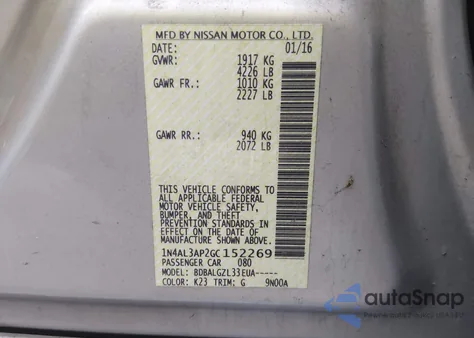 MFD BY NISSAN MOTOR CO., LTD.
DATE: 01/16
GVWR: 1917 KG
4226 LB
GAWR FR.: 1010 KG
2227 LB
GAWR RR.: 940 KG
2072 LB
THIS VEHICLE CONFORMS TO
ALL APPLICABLE FEDERAL
MOTOR VEHICLE SAFETY,
BUMPER, AND THEFT
PREVENTION STANDARDS
IN EFFECT ON THE DATE OF
MANUFACTURE SHOWN ABOVE.
1N4AL3AP2GC152269
PASSENGER CAR 080
MODEL: BDBALGZL33EUA-----
COLOR: K23 TRIM: G 9N00A
autoSnap